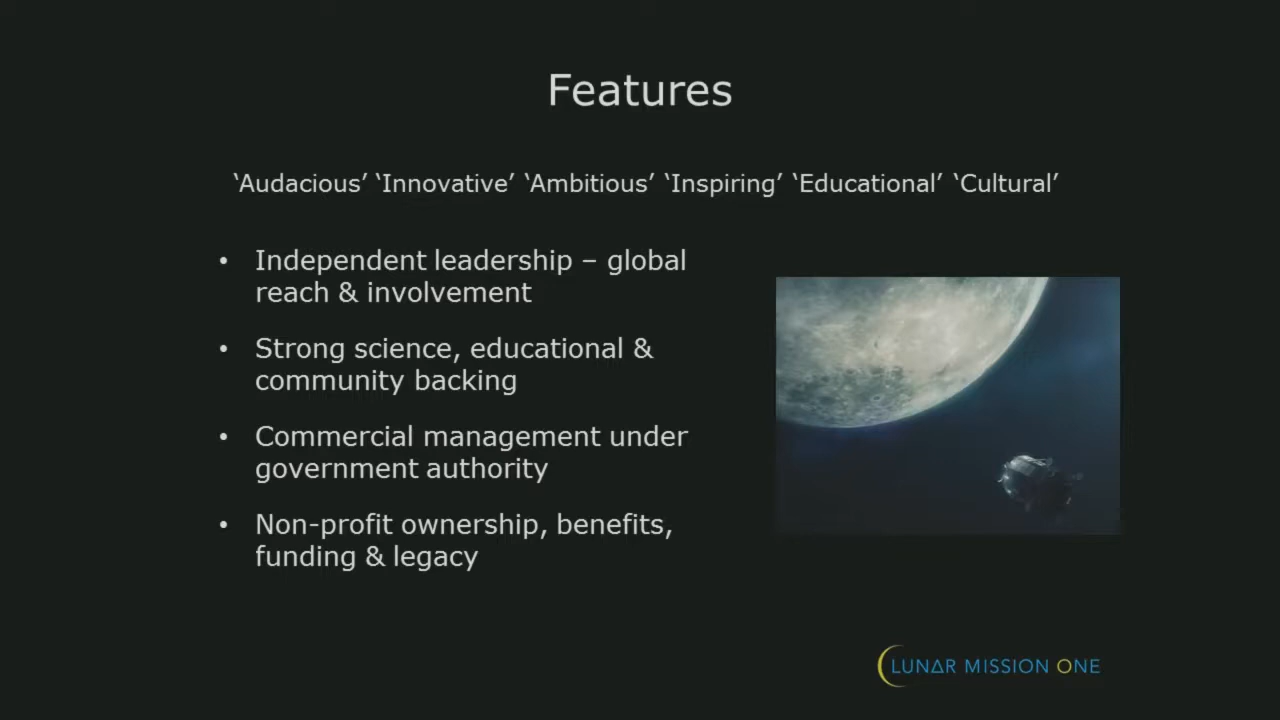 Features
‘Audacious’ ‘Innovative’ ‘Ambitious’ ‘Inspiring’ ‘Educational’ ‘Cultural’
• Independent leadership – global
reach & involvement
• Strong science, educational &
community backing
• Commercial management under
government authority
• Non-profit ownership, benefits,
funding & legacy
LUNAR MISSION ONE